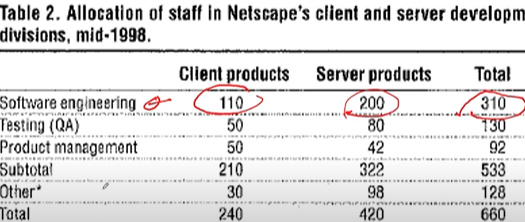 Table 2. Allocation of staff in Netscape's client and server developm
divisions, mid-1998.
Client products Server products Total
Software engineering 110 200 310
Testing (QA) 50 80 130
Product management 50 42 92
Subtotal 210 322 533
Other* 30 98 128
Total 240 420 660